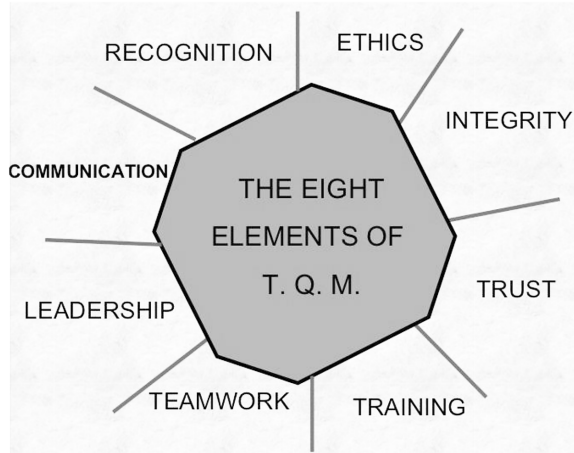 RECOGNITION
ETHICS
INTEGRITY
COMMUNICATION
THE EIGHT
ELEMENTS OF
T. Q. M.
TRUST
LEADERSHIP
TEAMWORK
TRAINING